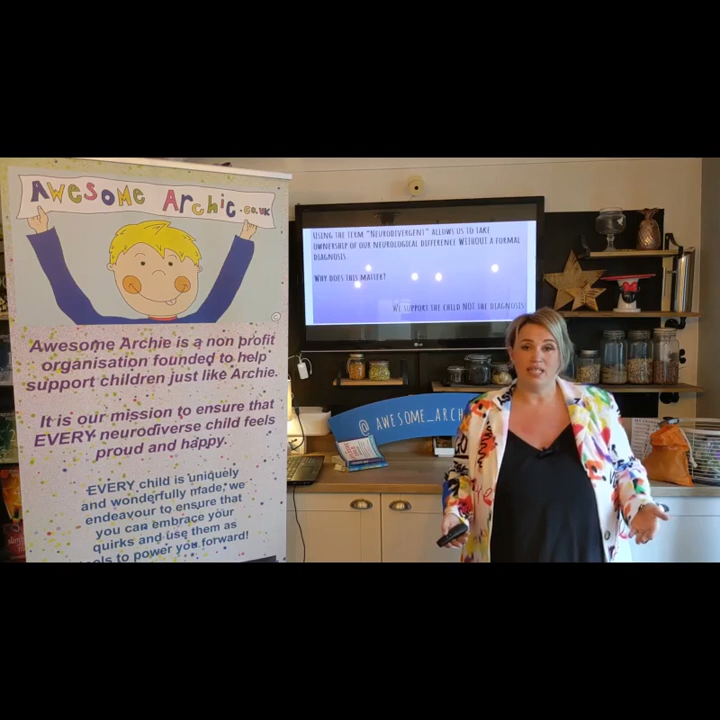 AWESOME ARCHIE.CO.UK
Awesome Archie is a non profit
organisation founded to help
support children just like Archie.
It is our mission to ensure that
EVERY neurodiverse child feels
proud and happy.
EVERY child is uniquely
and wonderfully made, we
endeavour to ensure that
you can embrace your
quirks and use them as
to power you forward!
USING THE TERM "NEURODIVERGENT" ALLOWS US TO TAKE
OWNERSHIP OF OUR NEUROLOGICAL DIFFERENCE WITHOUT A FORMAL
DIAGNOSIS.
WHY DOES THIS MATTER?
WE SUPPORT THE CHILD NOT THE DIAGNOSIS
@AWESOME_ARCH